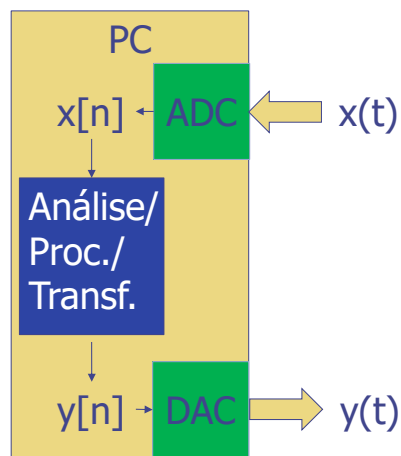 PC
x[n] ADC x(t)
Análise/
Proc./
Transf.
y[n] DAC y(t)